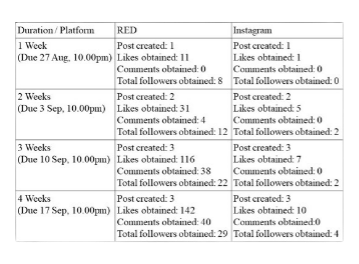 Duration / Platform RED Instagram
1 Week Post created: 1 Post created: 1
(Due 27 Aug, 10.00pm) Likes obtained: 11 Likes obtained: 1
Comments obtained: 0 Comments obtained: 0
Total followers obtained: 8 Total followers obtained: 0
2 Weeks Post created: 2 Post created: 2
(Due 3 Sep, 10.00pm) Likes obtained: 31 Likes obtained: 5
Comments obtained: 4 Comments obtained: 0
Total followers obtained: 12 Total followers obtained: 2
3 Weeks Post created: 3 Post created: 3
(Due 10 Sep, 10.00pm) Likes obtained: 116 Likes obtained: 7
Comments obtained: 38 Comments obtained: 0
Total followers obtained: 22 Total followers obtained: 2
4 Weeks Post created: 3 Post created: 3
(Due 17 Sep, 10.00pm) Likes obtained: 142 Likes obtained: 10
Comments obtained: 40 Comments obtained:0
Total followers obtained: 29 Total followers obtained: 4